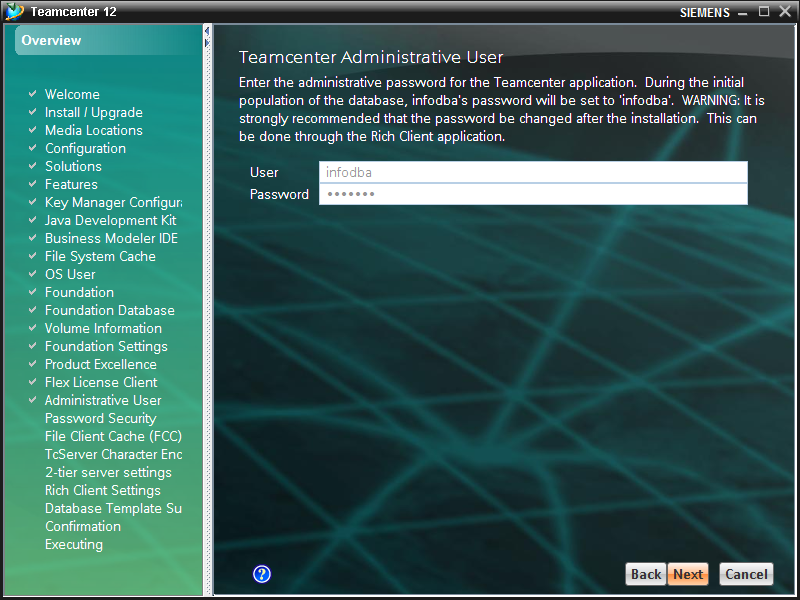 Teamcenter 12
SIEMENS
Overview
Welcome
Install / Upgrade
Media Locations
Configuration
Solutions
Features
Key Manager Configura
Java Development Kit
Business Modeler IDE
File System Cache
OS User
Foundation
Foundation Database
Volume Information
Foundation Settings
Product Excellence
Flex License Client
Administrative User
Password Security
File Client Cache (FCC)
TcServer Character Enc
2-tier server settings
Rich Client Settings
Database Template Su
Confirmation
Executing
Teamcenter Administrative User
Enter the administrative password for the Teamcenter application.  During the initial
population of the database, infodba's password will be set to 'infodba'.  WARNING: It is
strongly recommended that the password be changed after the installation.  This can
be done through the Rich Client application.
User infodba
Password •••••••
?
Back Next Cancel